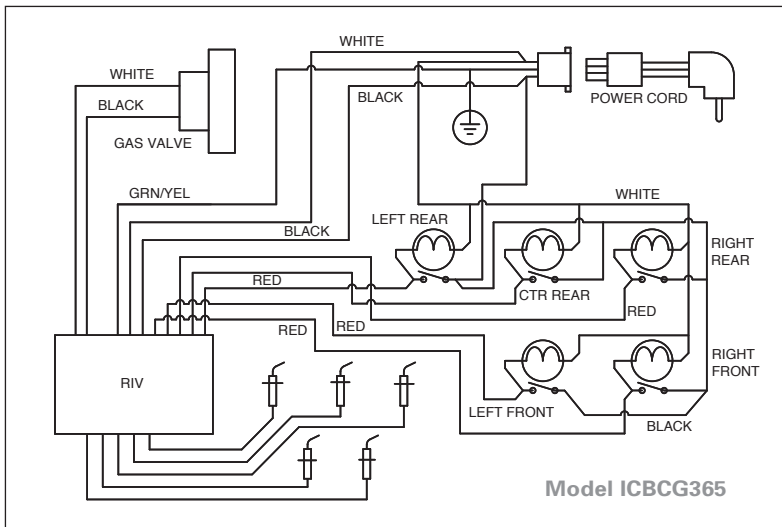 WHITE
WHITE
BLACK
GAS VALVE
BLACK
POWER CORD
GRN/YEL
BLACK
LEFT REAR
WHITE
RIGHT
REAR
RED
CTR REAR
RED
RED
RED
RIV
LEFT FRONT
RIGHT
FRONT
BLACK
Model ICBCG365